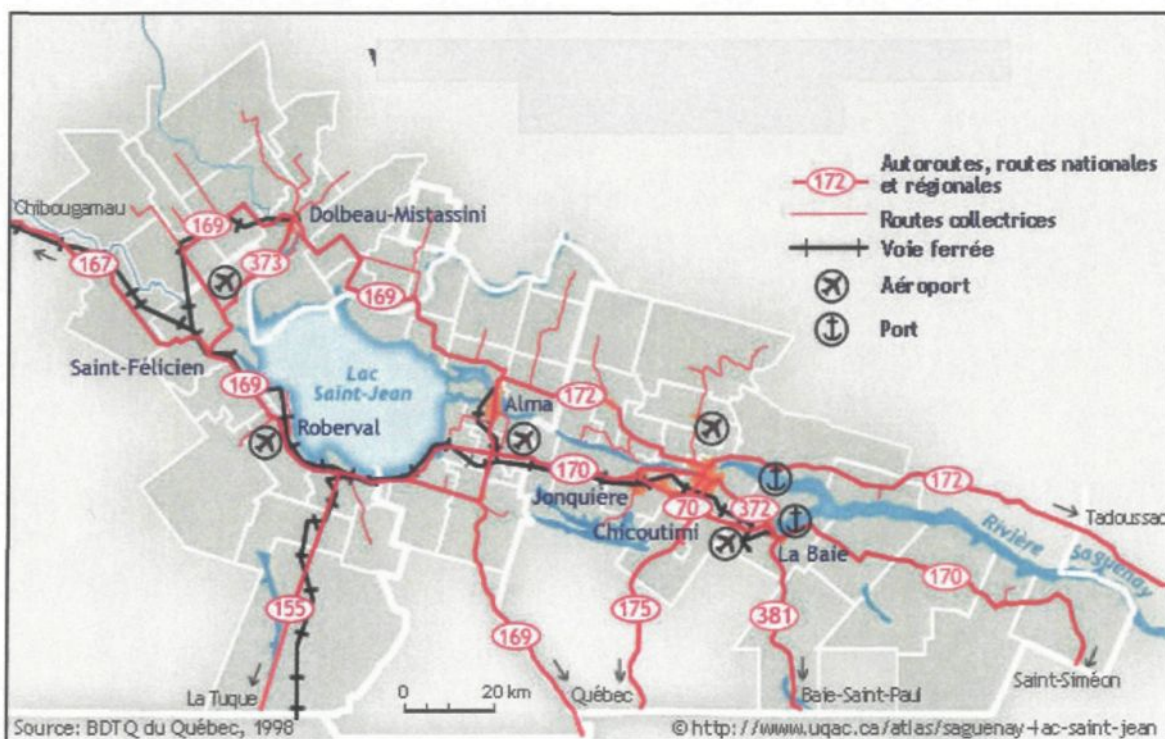 172
Autoroutes, routes nationales
et régionales
Routes collectrices
Voie ferrée
Aéroport
Port
Chibougamau
167
169
Dolbeau-Mistassini
373
169
Saint-Félicien
169
Lac
Saint-Jean
Roberval
Alma
172
170
Jonquière
70
372
Chicoutimi
La Baie
172
Tadoussac
Rivière
Saguenay
170
155
169
175
381
La Tuque
0 20 km
Québec
Baie-Saint-Paul
Saint-Siméon
Source: BDTQ du Québec, 1998
©http://www.uqac.ca/atlas/saguenay-lac-saint-jean